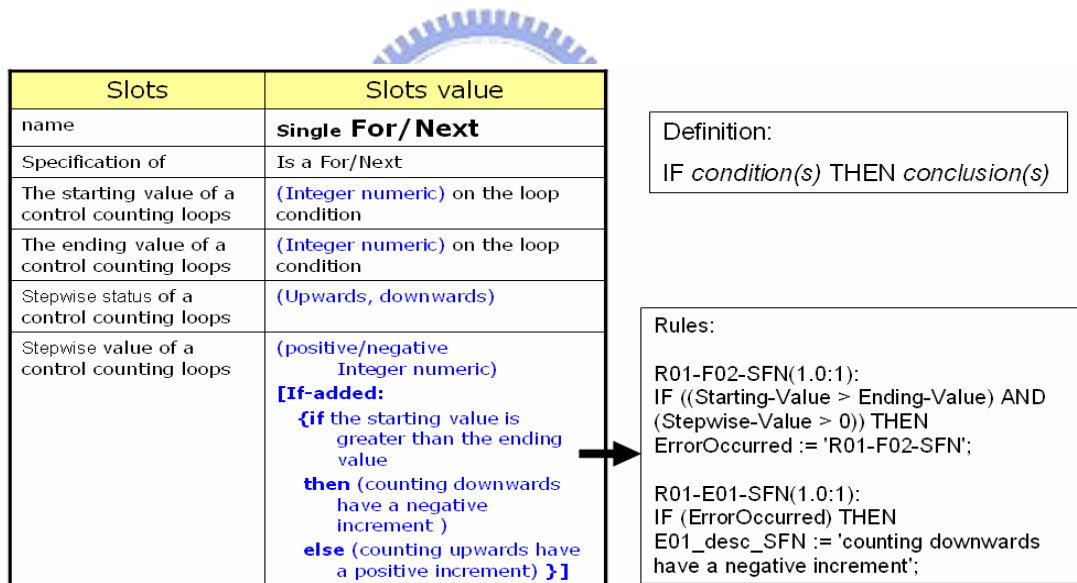 Slots
Slots value
name
Single For/Next
Specification of
Is a For/Next
The starting value of a
control counting loops
(Integer numeric) on the loop
condition
The ending value of a
control counting loops
(Integer numeric) on the loop
condition
Stepwise status of a
control counting loops
(Upwards, downwards)
Stepwise value of a
control counting loops
(positive/negative
Integer numeric)
[If-added:
{if the starting value is
greater than the ending
value
then (counting downwards
have a negative
increment )
else (counting upwards have
a positive increment) }]
Definition:
IF condition(s) THEN conclusion(s)
Rules:
R01-F02-SFN(1.0:1):
IF ((Starting-Value > Ending-Value) AND
(Stepwise-Value > 0)) THEN
ErrorOccurred := 'R01-F02-SFN';
R01-E01-SFN(1.0:1):
IF (ErrorOccurred) THEN
E01_desc_SFN := 'counting downwards
have a negative increment';